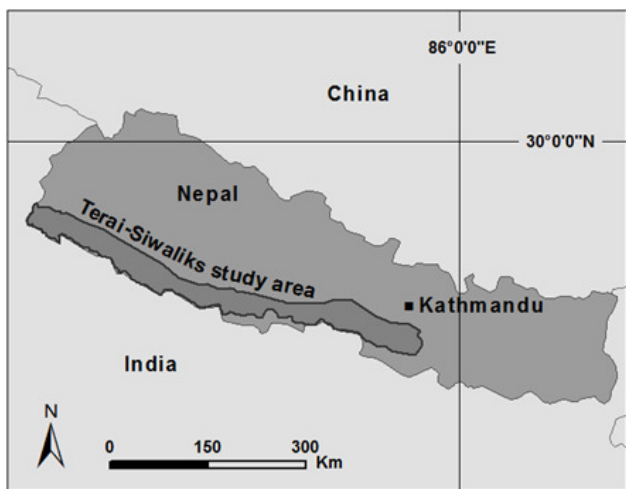 86°0'0"E
China
30°0'0"N
Nepal
Terai-Siwaliks study area
Kathmandu
India
N
0 150 300
Km